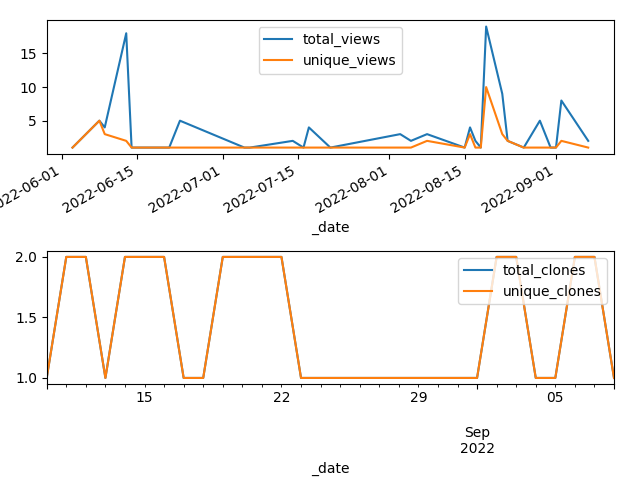 total_views
unique_views
15
10
5
2022-06-01
2022-06-15
2022-07-01
2022-07-15
2022-08-01
2022-08-15
2022-09-01
_date
total_clones
unique_clones
2.0
1.5
1.0
15
22
29
05
Sep
2022
_date